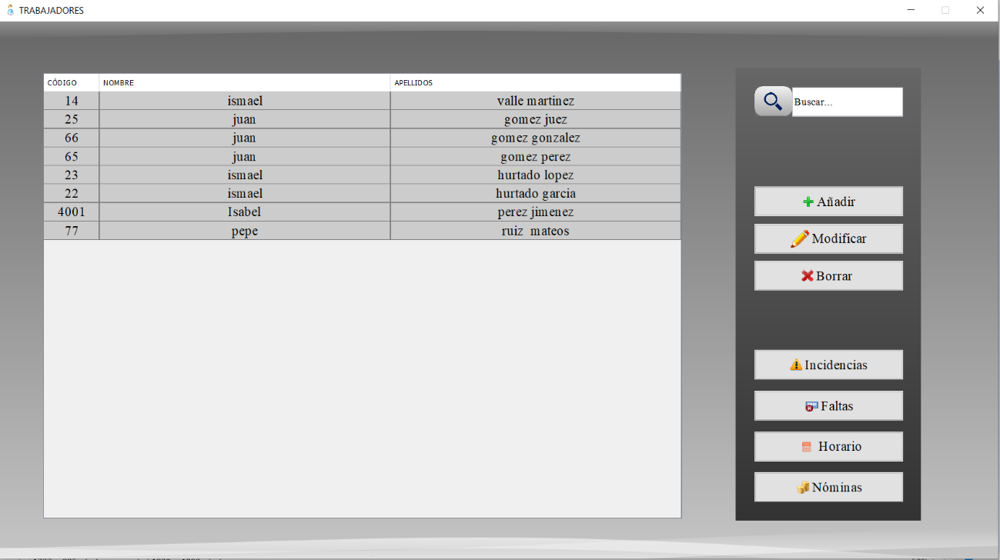 TRABAJADORES
CÓDIGO NOMBRE APELLIDOS
14 ismael valle martinez
25 juan gomez juez
66 juan gomez gonzalez
65 juan gomez perez
23 ismael hurtado lopez
22 ismael hurtado garcia
4001 Isabel perez jimenez
77 pepe ruiz  mateos
Buscar...
Añadir
Modificar
Borrar
Incidencias
Faltas
Horario
Nóminas